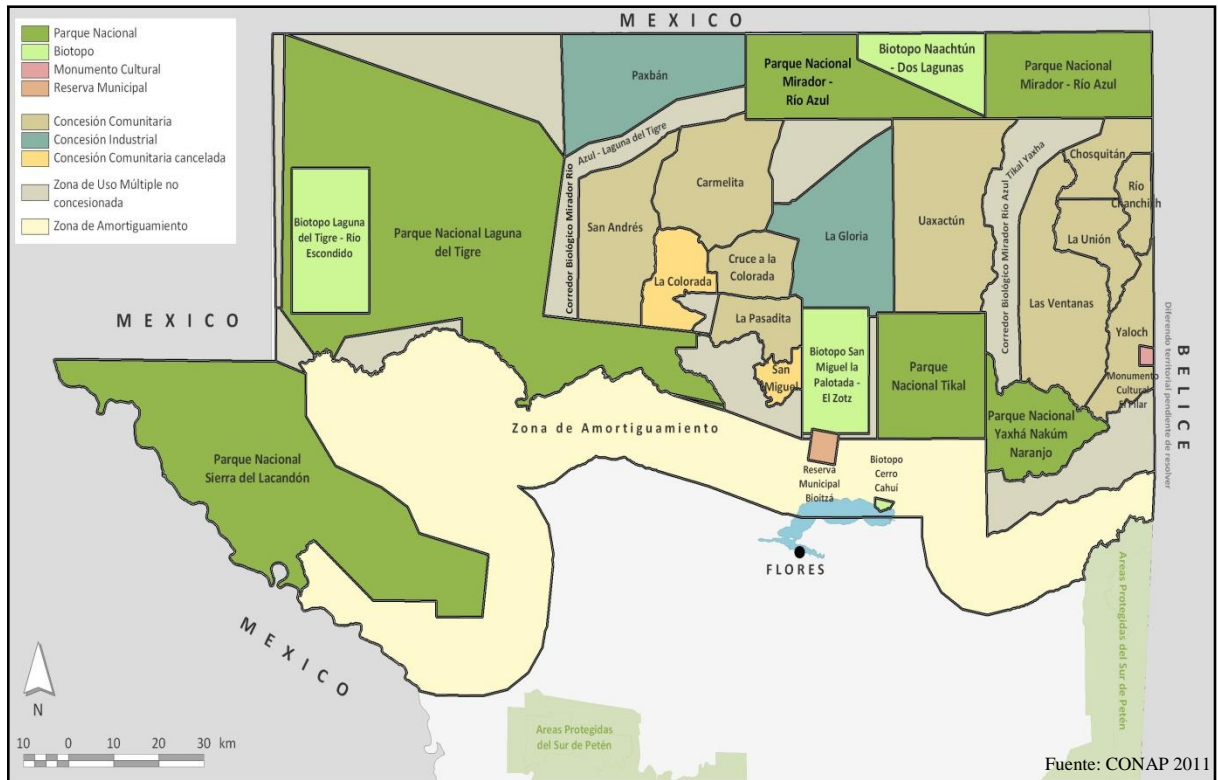 MEXICO
Parque Nacional
Biotopo
Monumento Cultural
Reserva Municipal
Concesión Comunitaria
Concesión Industrial
Concesión Comunitaria cancelada
Zona de Uso Múltiple no
concesionada
Zona de Amortiguamiento
Paxbán
Parque Nacional
Mirador -
Río Azul
Biotopo Naachtún
- Dos Lagunas
Parque Nacional
Mirador - Río Azul
Corredor Biológico Mirador Río
Azul - Laguna del Tigre
Carmelita
San Andrés
Biotopo Laguna
del Tigre - Río
Escondido
Parque Nacional Laguna
del Tigre
La Colorada
Cruce a la
Colorada
La Gloria
Uaxactún
Corredor Biológico Mirador Río Azul
Tikal Yaxha
Chosquitán
Río
Chanchich
La Unión
Las Ventanas
Yaloch
Monumento
Cultural
El Pilar
La Pasadita
San
Miguel
Biotopo San
Miguel la
Palotada -
El Zotz
Parque
Nacional Tikal
Parque Nacional
Yaxhá Nakúm
Naranjo
MEXICO
BELICE
Diferendo territorial pendiente de resolver
Zona de Amortiguamiento
Parque Nacional
Sierra del Lacandón
Reserva
Municipal
Bioitzá
Biotopo
Cerro
Cahuí
FLORES
MEXICO
N
10 0 10 20 30 km
Areas Protegidas
del Sur de Petén
Areas Protegidas del Sur de Petén
Fuente: CONAP 2011